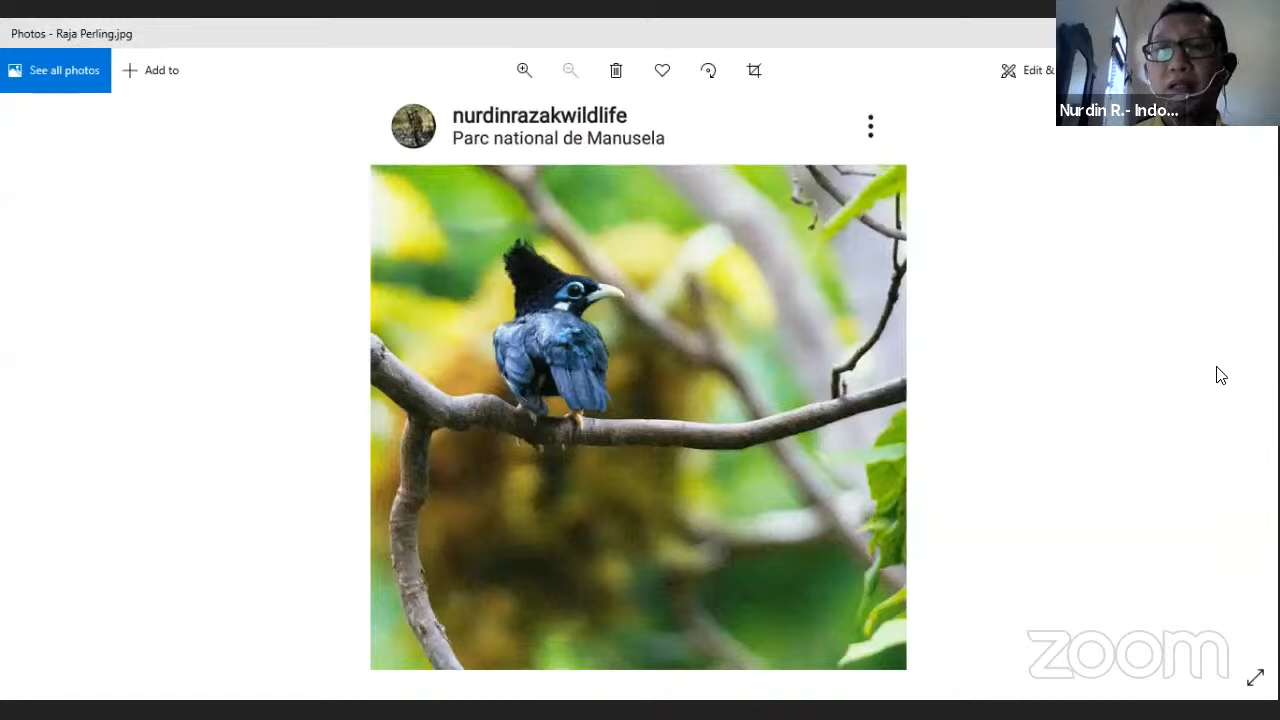 Photos - Raja Perling.jpg
See all photos
Add to
Edit &
Nurdin R.- Indo...
nurdinrazakwildlife
Parc national de Manusela
zoom